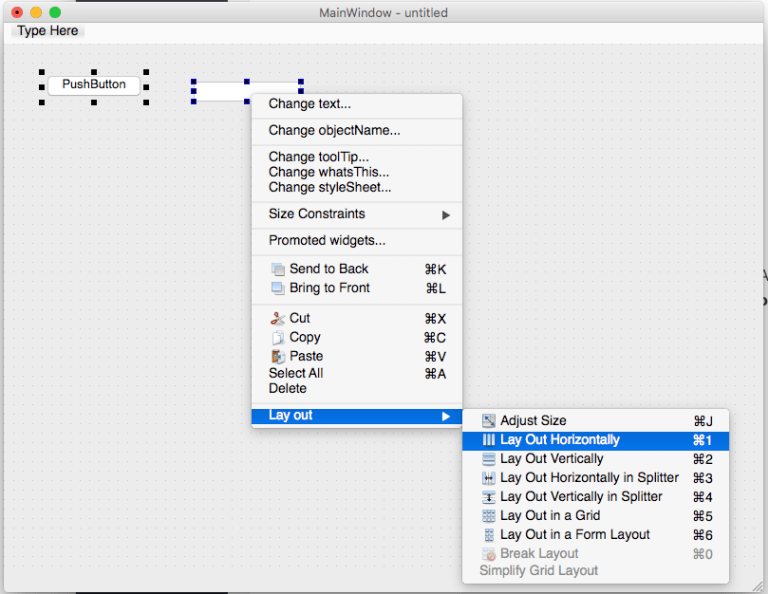 MainWindow - untitled
Type Here
PushButton
Change text...
Change objectName...
Change toolTip...
Change whatsThis...
Change styleSheet...
Size Constraints
Promoted widgets...
Send to Back ⌘K
Bring to Front ⌘L
Cut ⌘X
Copy ⌘C
Paste ⌘V
Select All ⌘A
Delete
Lay out
Adjust Size ⌘J
Lay Out Horizontally ⌘1
Lay Out Vertically ⌘2
Lay Out Horizontally in Splitter ⌘3
Lay Out Vertically in Splitter ⌘4
Lay Out in a Grid ⌘5
Lay Out in a Form Layout ⌘6
Break Layout ⌘0
Simplify Grid Layout